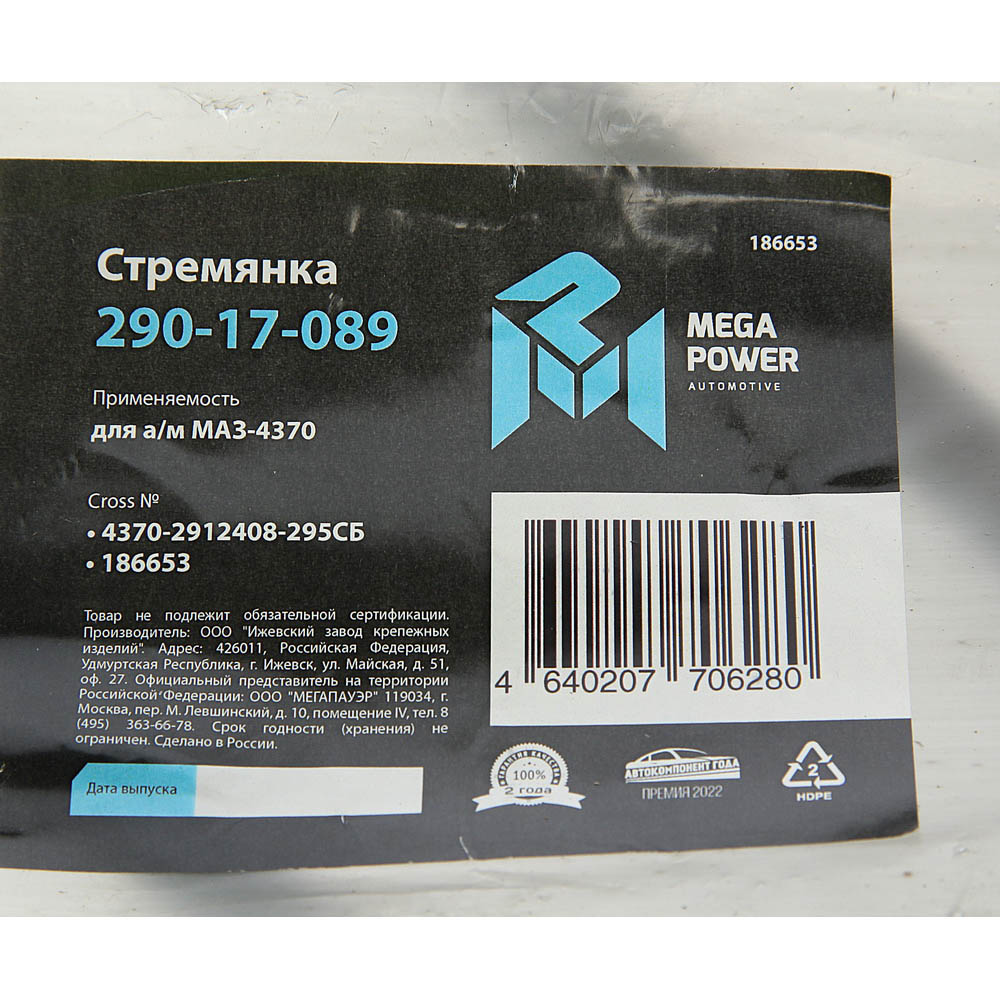 186653
Стремянка
290-17-089
MEGA
POWER
AUTOMOTIVE
Применяемость
для а/м МАЗ-4370
Cross №
• 4370-2912408-295СБ
• 186653
Товар не подлежит обязательной сертификации.
Производитель: ООО "Ижевский завод крепежных
изделий". Адрес: 426011, Российская Федерация,
Удмуртская Республика, г. Ижевск, ул. Майская, д. 51,
оф. 27. Официальный представитель на территории
Российской Федерации: ООО "МЕГАПАУЭР" 119034, г.
Москва, пер. М. Левшинский, д. 10, помещение IV, тел. 8
(495) 363-66-78. Срок годности (хранения) не
ограничен. Сделано в России.
4 640207 706280
Дата выпуска
ГАРАНТИЯ КАЧЕСТВА
100%
2 года
АВТОКОМПОНЕНТ ГОДА
ПРЕМИЯ 2022
2
HDPE